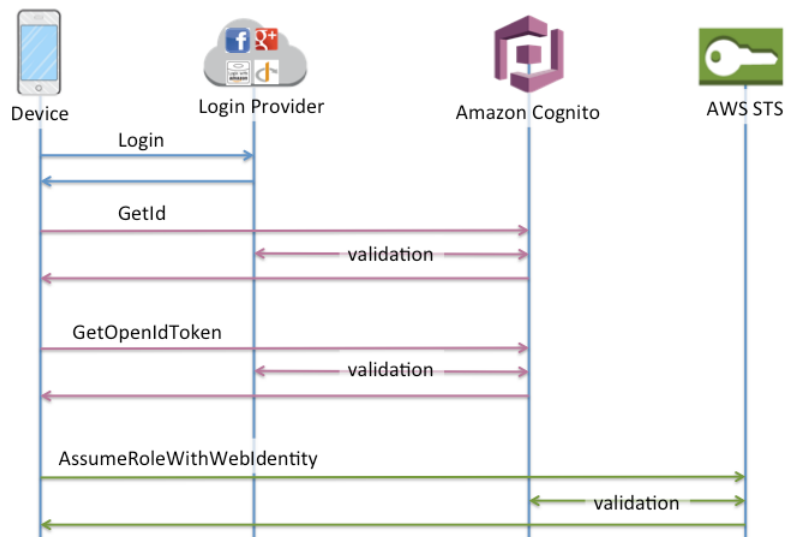 Device
Login Provider
Amazon Cognito
AWS STS
Login
GetId
validation
GetOpenIdToken
validation
AssumeRoleWithWebIdentity
validation